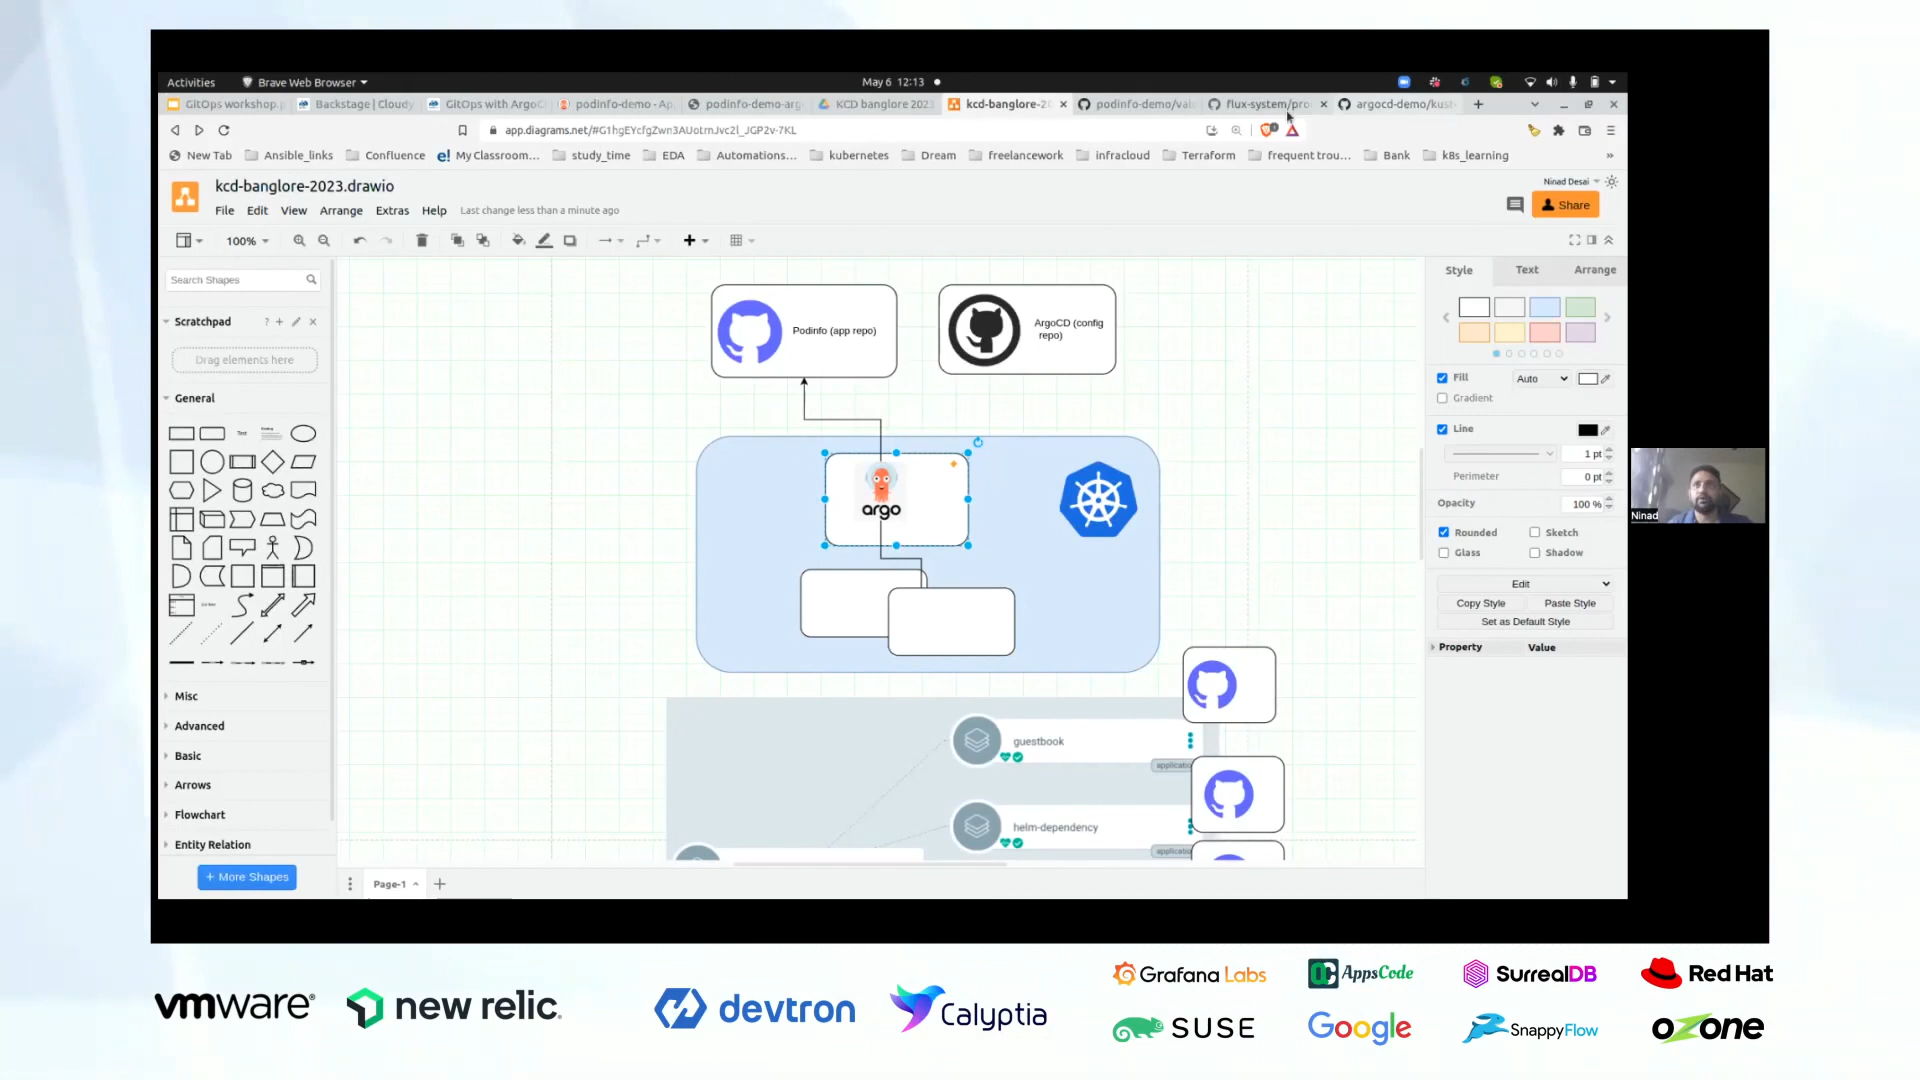 Activities
Brave Web Browser
May 6 12:13
GitOps workshop.p
Backstage | Cloudy
GitOps with ArgoC
podinfo-demo - Ap
podinfo-demo-arg
KCD banglore 2023
kcd-banglore-20
podinfo-demo/val
flux-system/pro
argocd-demo/kust
app.diagrams.net/#G1hgEYcfgZwn3AUotrnJvc2l_JGP2v-7KL
New Tab
Ansible_links
Confluence
e! My Classroom...
study_time
EDA
Automations...
kubernetes
Dream
freelancework
infracloud
Terraform
frequent trou...
Bank
k8s_learning
kcd-banglore-2023.drawio
Ninad Desai
File Edit View Arrange Extras Help
Last change less than a minute ago
Share
100%
Search Shapes
Scratchpad
Drag elements here
General
Text
Misc
Advanced
Basic
Arrows
Flowchart
Entity Relation
+ More Shapes
Podinfo (app repo)
ArgoCD (config
repo)
argo
guestbook
applicatio
helm-dependency
applicatio
Page-1
Style Text Arrange
Fill
Auto
Gradient
Line
1 pt
Perimeter
0 pt
Opacity
100 %
Rounded
Sketch
Glass
Shadow
Edit
Copy Style
Paste Style
Set as Default Style
Property
Value
Ninad
vmware
new relic.
devtron
Calyptia
Grafana Labs
AppsCode
SurrealDB
Red Hat
SUSE
Google
SnappyFlow
ozone